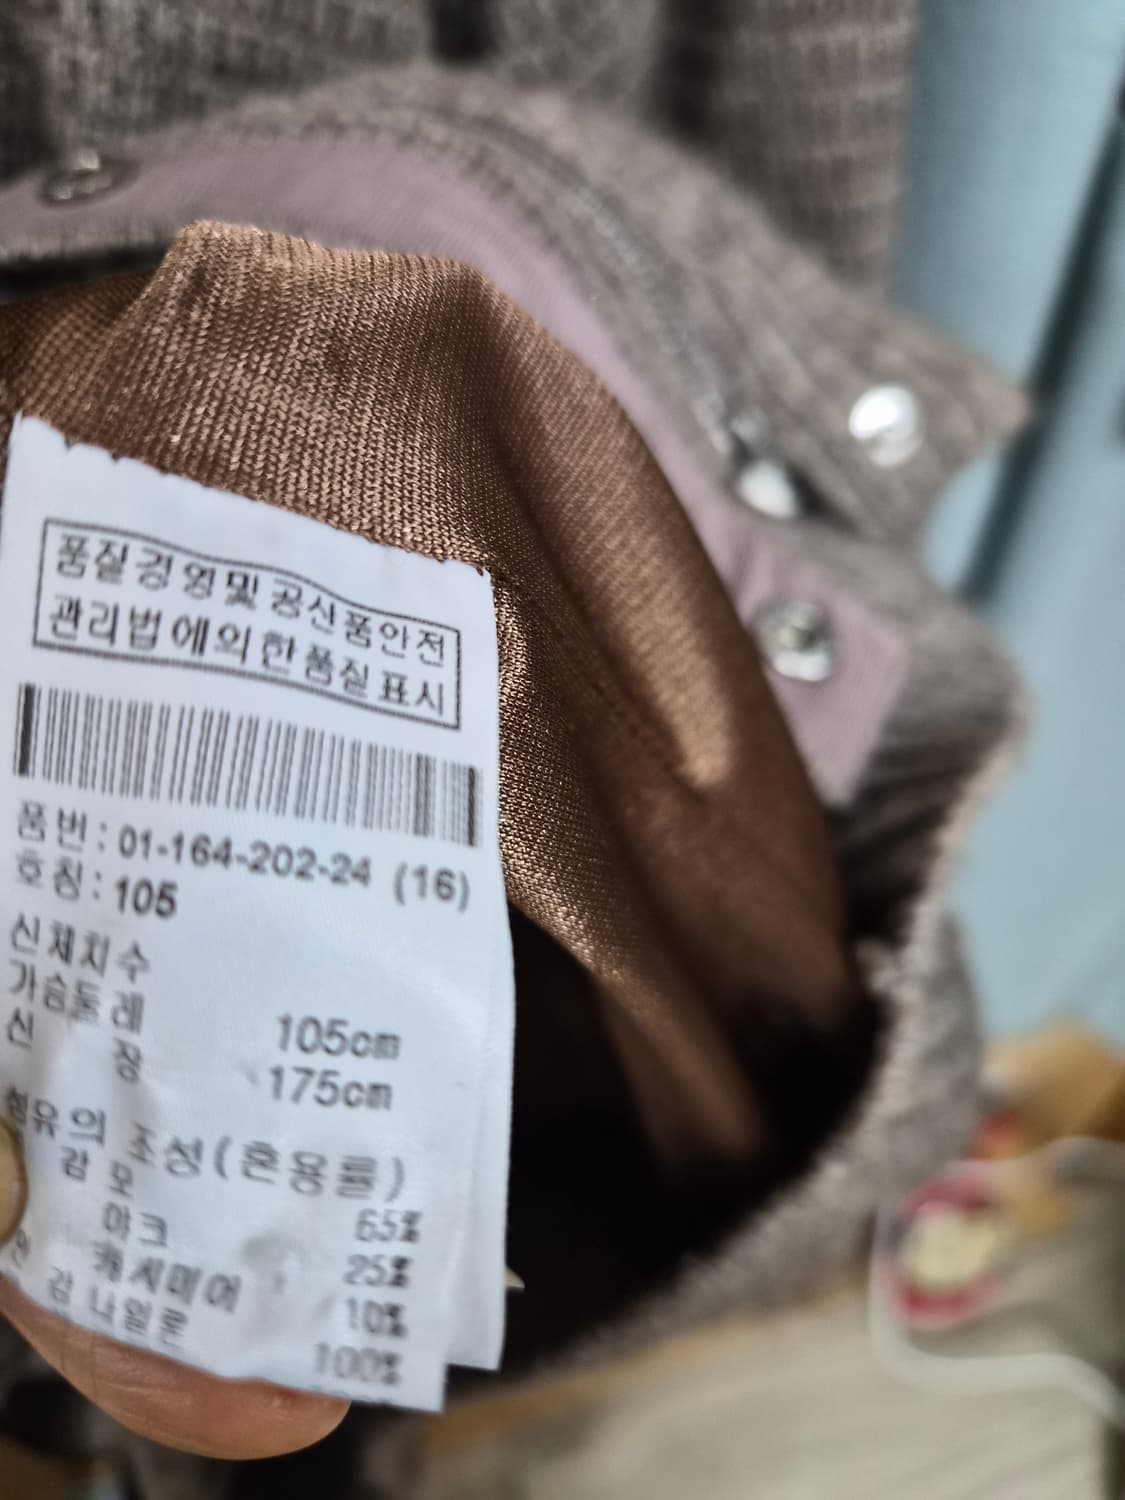 품질경영및 공산품안전
관리법에의한품질표시
품번 : 01-164-202-24 (16)
호칭 : 105
신체치수
가슴둘레 105cm
신 장 175cm
섬유의 조성(혼용률)
감 모 65%
야크 25%
캐시미어 10%
안 감 나일론 100%